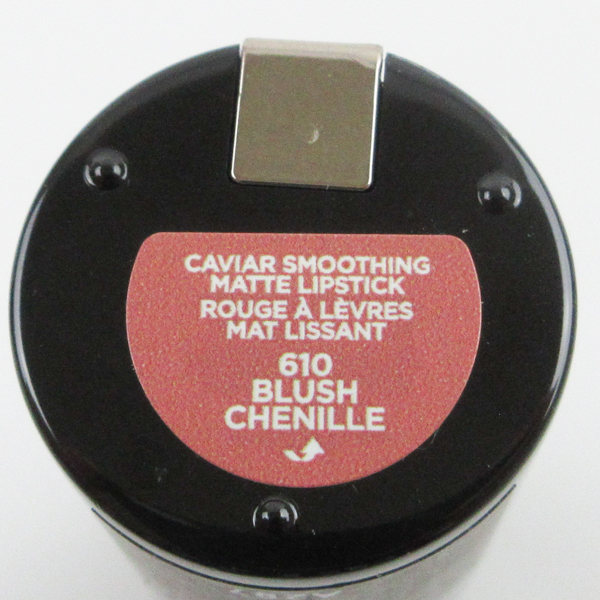 CAVIAR SMOOTHING
MATTE LIPSTICK
ROUGE À LÈVRES
MAT LISSANT
610
BLUSH
CHENILLE